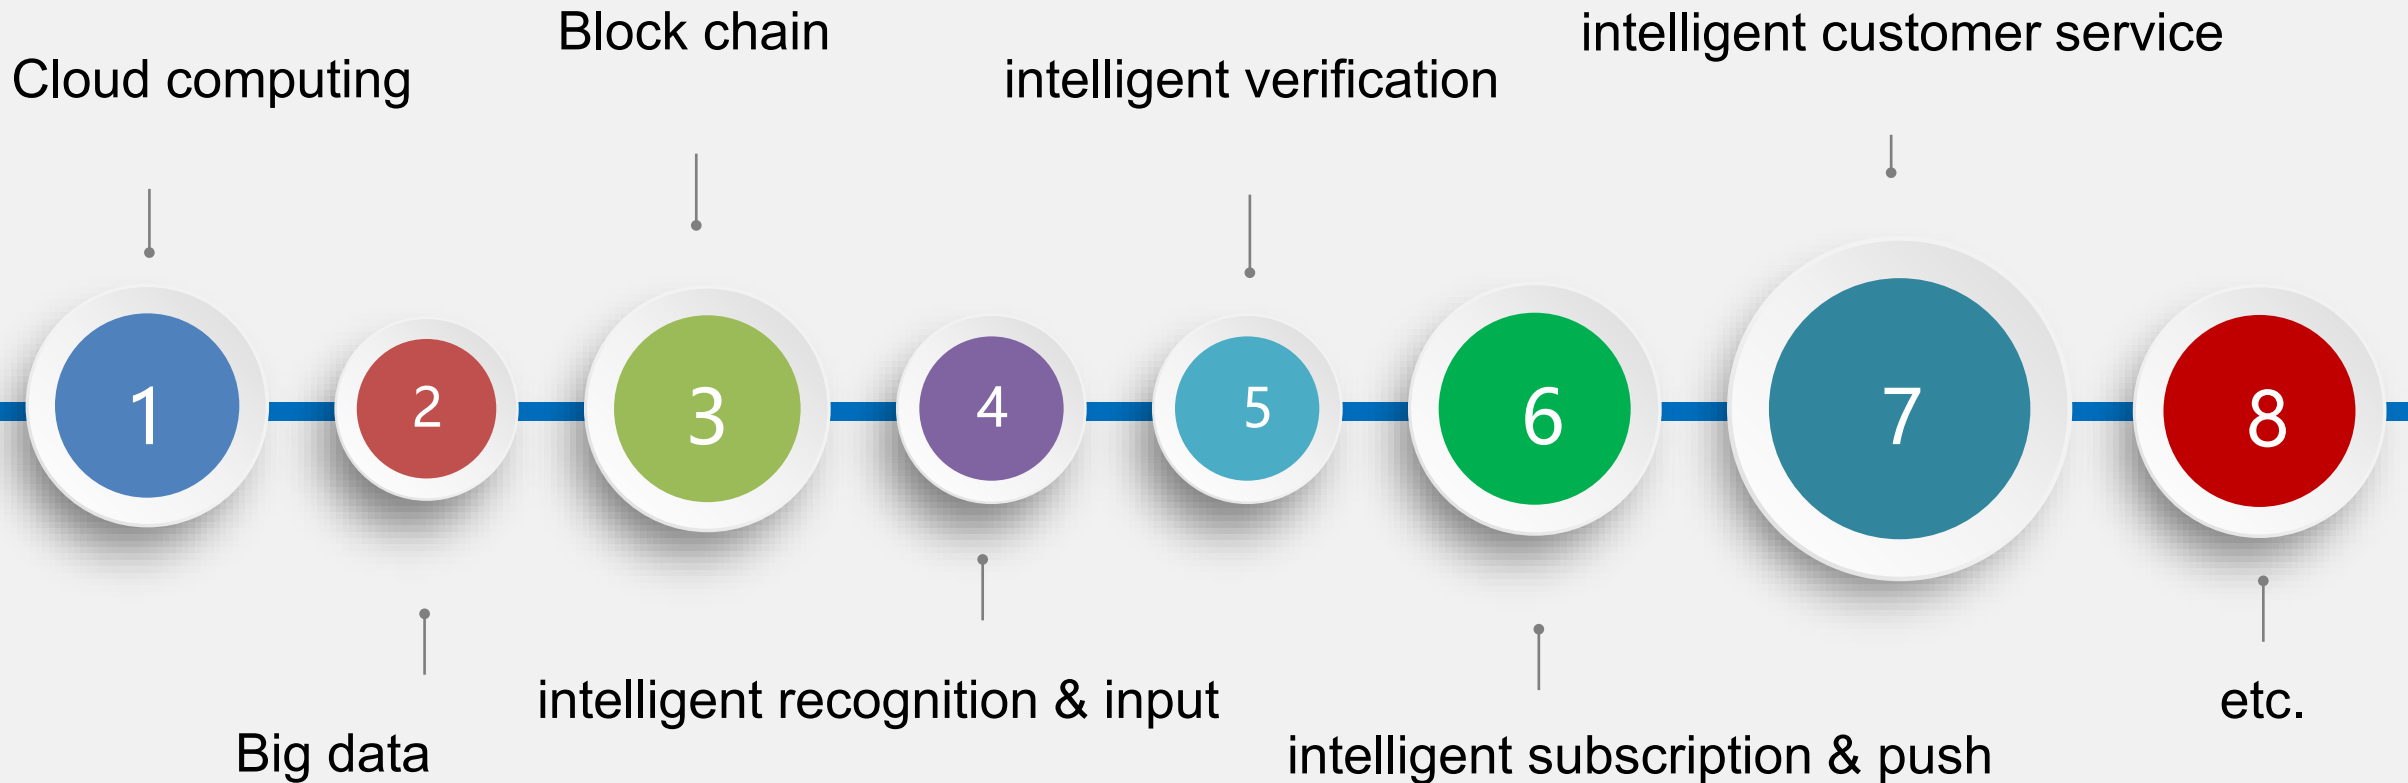 Block chain
intelligent customer service
Cloud computing
intelligent verification
1
2
3
4
5
6
7
8
intelligent recognition & input
etc.
Big data
intelligent subscription & push